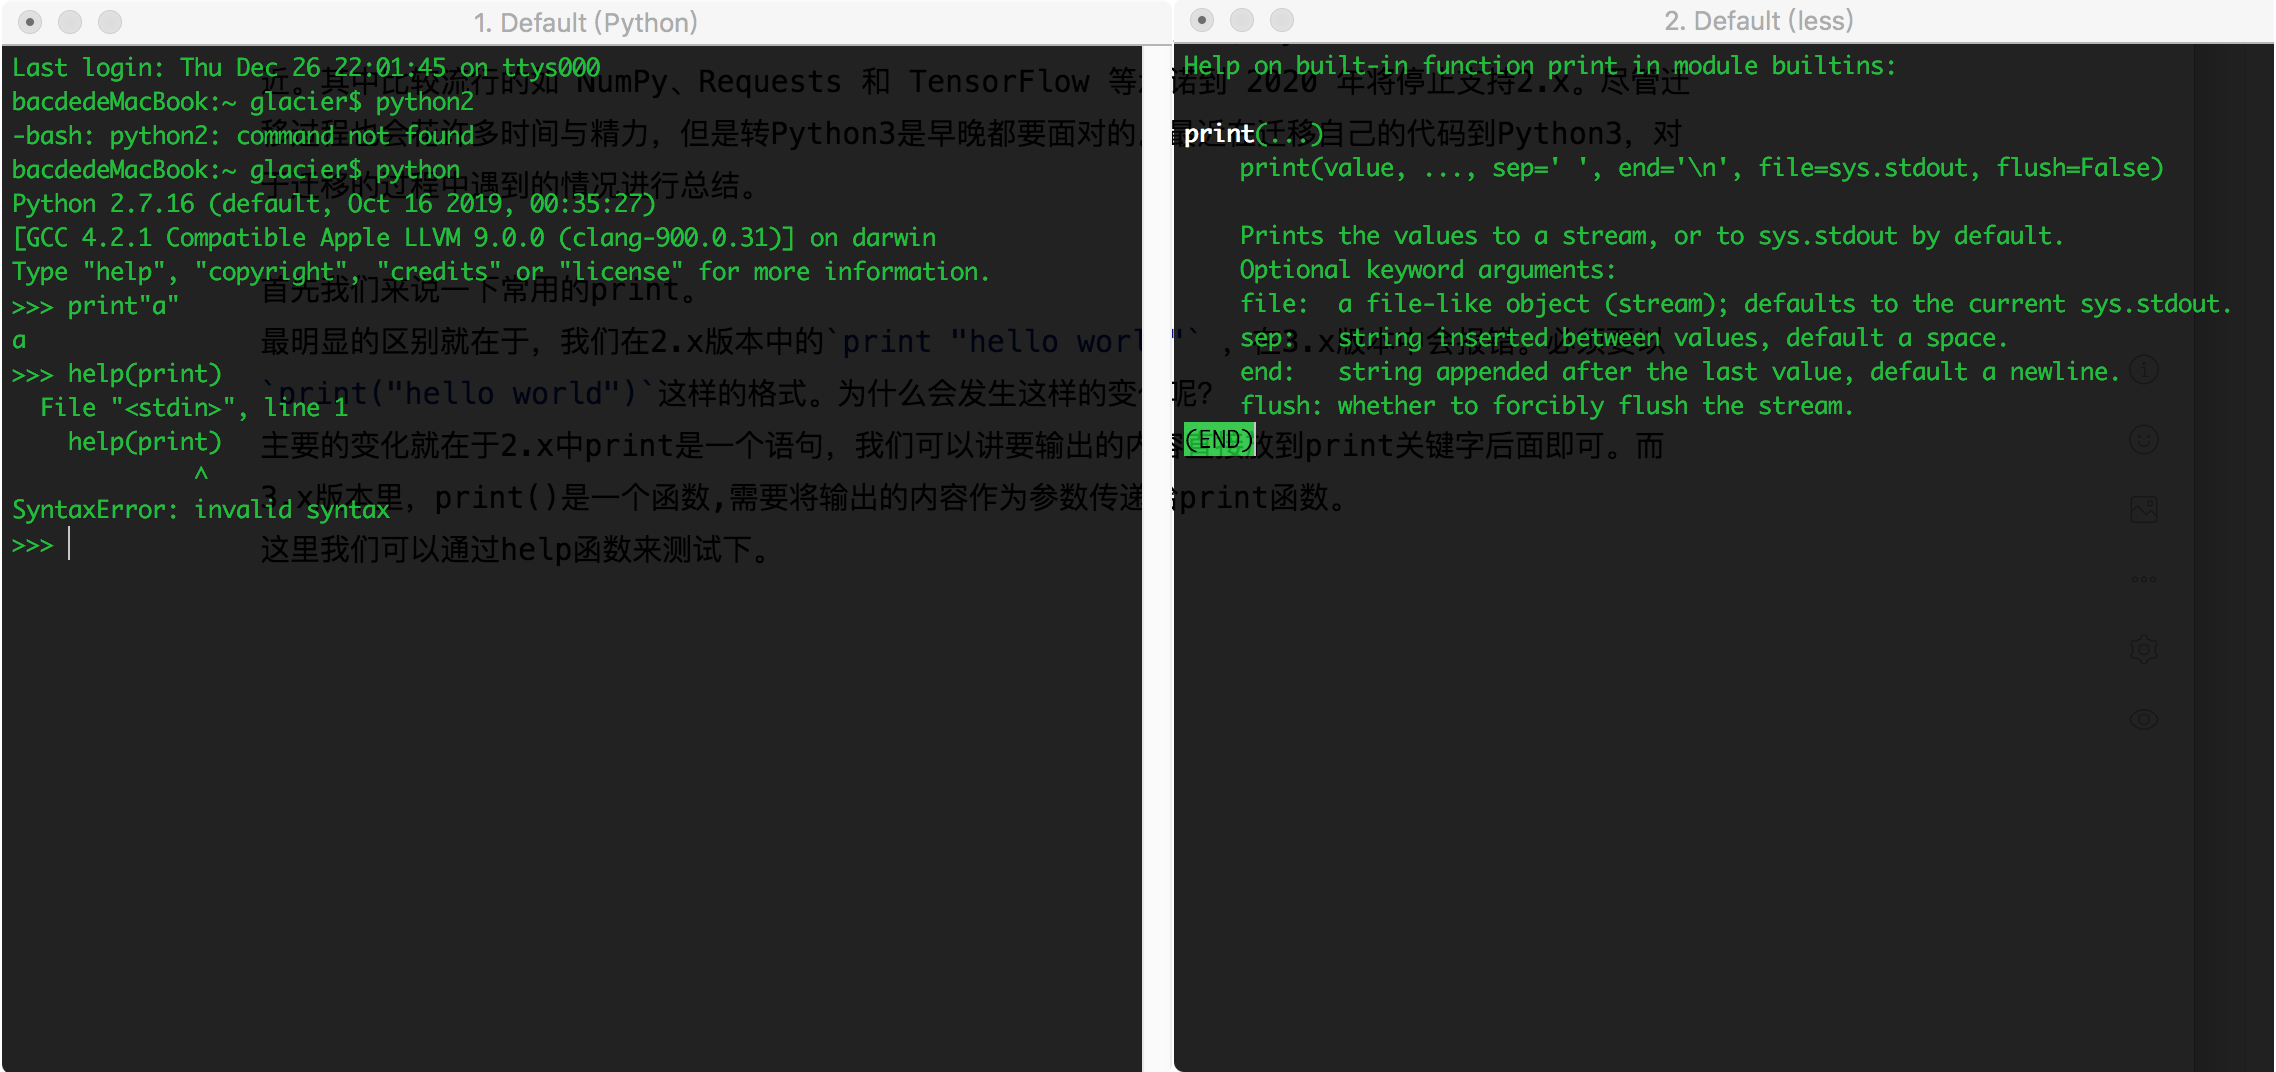 1. Default (Python)
Last login: Thu Dec 26 22:01:45 on ttys000
bacdedeMacBook:~ glacier$ python2
-bash: python2: command not found
bacdedeMacBook:~ glacier$ python
Python 2.7.16 (default, Oct 16 2019, 00:35:27)
[GCC 4.2.1 Compatible Apple LLVM 9.0.0 (clang-900.0.31)] on darwin
Type "help", "copyright", "credits" or "license" for more information.
>>> print"a"
a
>>> help(print)
  File "<stdin>", line 1
    help(print)
             ^
SyntaxError: invalid syntax
>>>
2. Default (less)
Help on built-in function print in module builtins:
print(...)
    print(value, ..., sep=' ', end='\n', file=sys.stdout, flush=False)
    Prints the values to a stream, or to sys.stdout by default.
    Optional keyword arguments:
    file:  a file-like object (stream); defaults to the current sys.stdout.
    sep:   string inserted between values, default a space.
    end:   string appended after the last value, default a newline.
    flush: whether to forcibly flush the stream.
(END)
近。其中比较流行的如 NumPy、Requests 和 TensorFlow 等 诺到 2020 年将停止支持2.x。尽管迁
移过程也会花许多时间与精力，但是转Python3是早晚都要面对的 最近在迁移自己的代码到Python3，对
于迁移的过程中遇到的情况进行总结。
首先我们来说一下常用的print。
最明显的区别就在于，我们在2.x版本中的`print "hello worl "`，在3.x版本中会报错。必须要以
`print("hello world")`这样的格式。为什么会发生这样的变 呢？
主要的变化就在于2.x中print是一个语句，我们可以讲要输出的内 直接放到print关键字后面即可。而
3.x版本里，print()是一个函数,需要将输出的内容作为参数传递 print函数。
这里我们可以通过help函数来测试下。